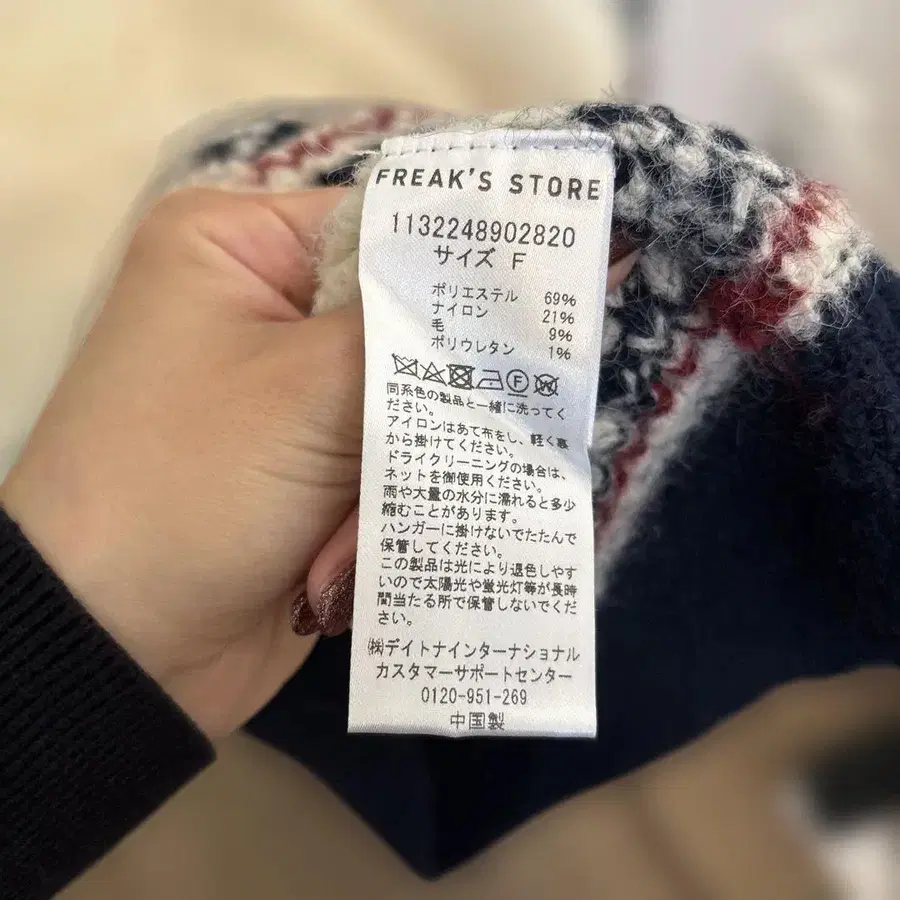 FREAK'S STORE
1132248902820
サイズ F
ポリエステル 69%
ナイロン 21%
毛 9%
ポリウレタン 1%
F
W
同系色の製品と一緒に洗ってく
ださい。
アイロンはあて布をし、軽く裏
から掛けてください。
ドライクリーニングの場合は、
ネットを御使用ください。
雨や大量の水分に濡れると多少
縮むことがあります。
ハンガーに掛けないでたたんで
保管してください。
この製品は光により退色しやす
いので太陽光や蛍光灯等が長時
間当たる所で保管しないでくだ
さい。
㈱デイトナインターナショナル
カスタマーサポートセンター
0120-951-269
中国製